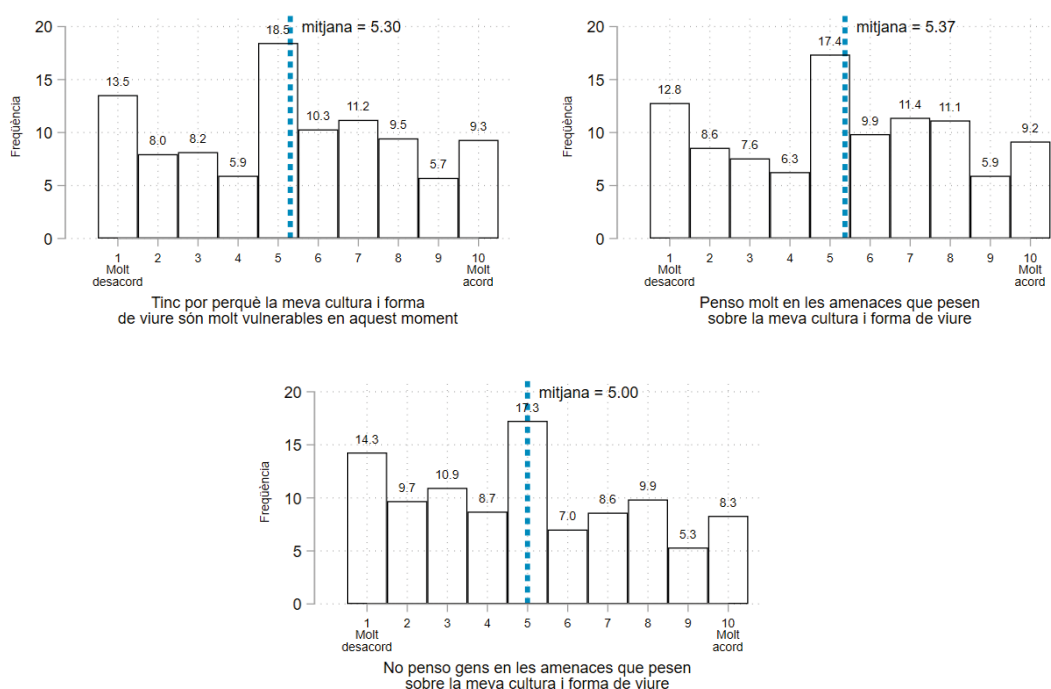 mitjana = 5.30
20
15
10
5
0
Freqüència
13.5
8.0
8.2
5.9
18.5
10.3
11.2
9.5
5.7
9.3
1 2 3 4 5 6 7 8 9 10
Molt Molt
desacord acord
Tinc por perquè la meva cultura i forma
de viure són molt vulnerables en aquest moment
mitjana = 5.37
20
15
10
5
0
Freqüència
12.8
8.6
7.6
6.3
17.4
9.9
11.4
11.1
5.9
9.2
1 2 3 4 5 6 7 8 9 10
Molt Molt
desacord acord
Penso molt en les amenaces que pesen
sobre la meva cultura i forma de viure
mitjana = 5.00
20
15
10
5
0
Freqüència
14.3
9.7
10.9
8.7
17.3
7.0
8.6
9.9
5.3
8.3
1 2 3 4 5 6 7 8 9 10
Molt Molt
desacord acord
No penso gens en les amenaces que pesen
sobre la meva cultura i forma de viure